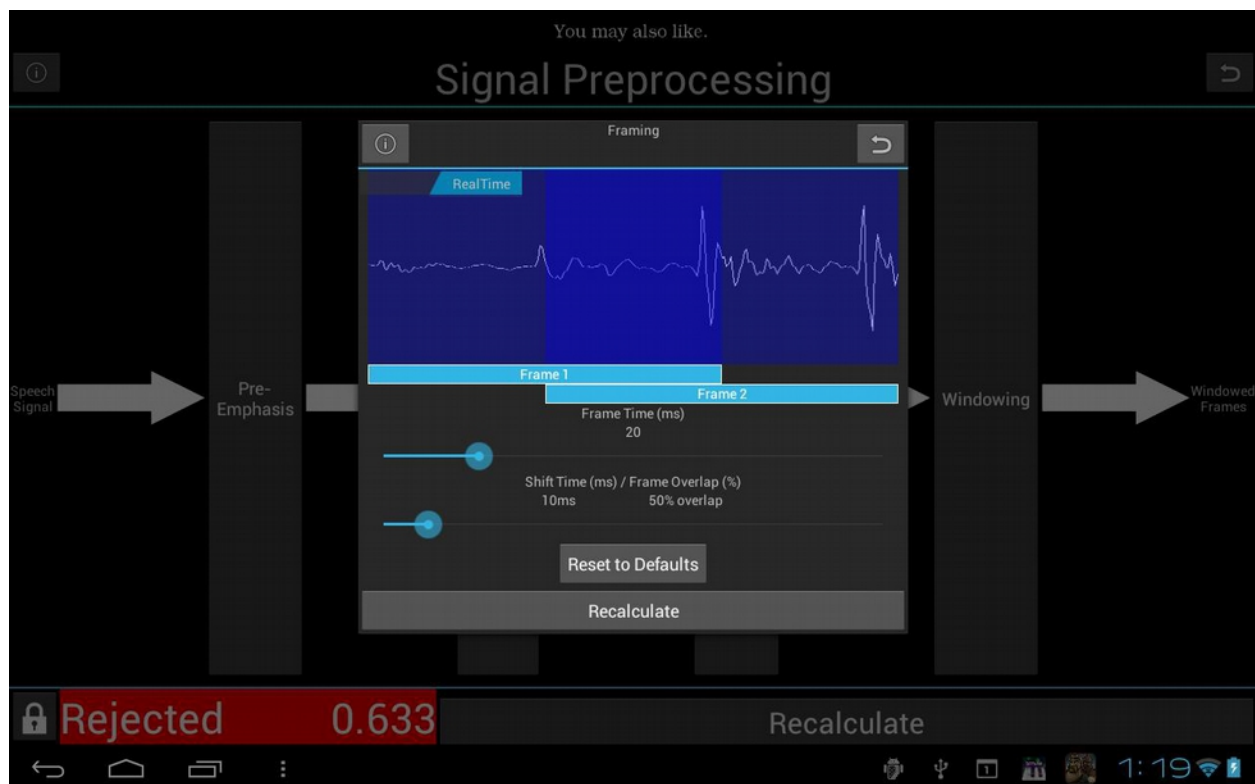 You may also like.
Signal Preprocessing
Framing
RealTime
Frame 1
Frame 2
Frame Time (ms)
20
Shift Time (ms) / Frame Overlap (%)
10ms 50% overlap
Reset to Defaults
Recalculate
Speech
Signal
Pre-
Emphasis
Windowing
Windowed
Frames
Rejected 0.633
Recalculate
1
1:19